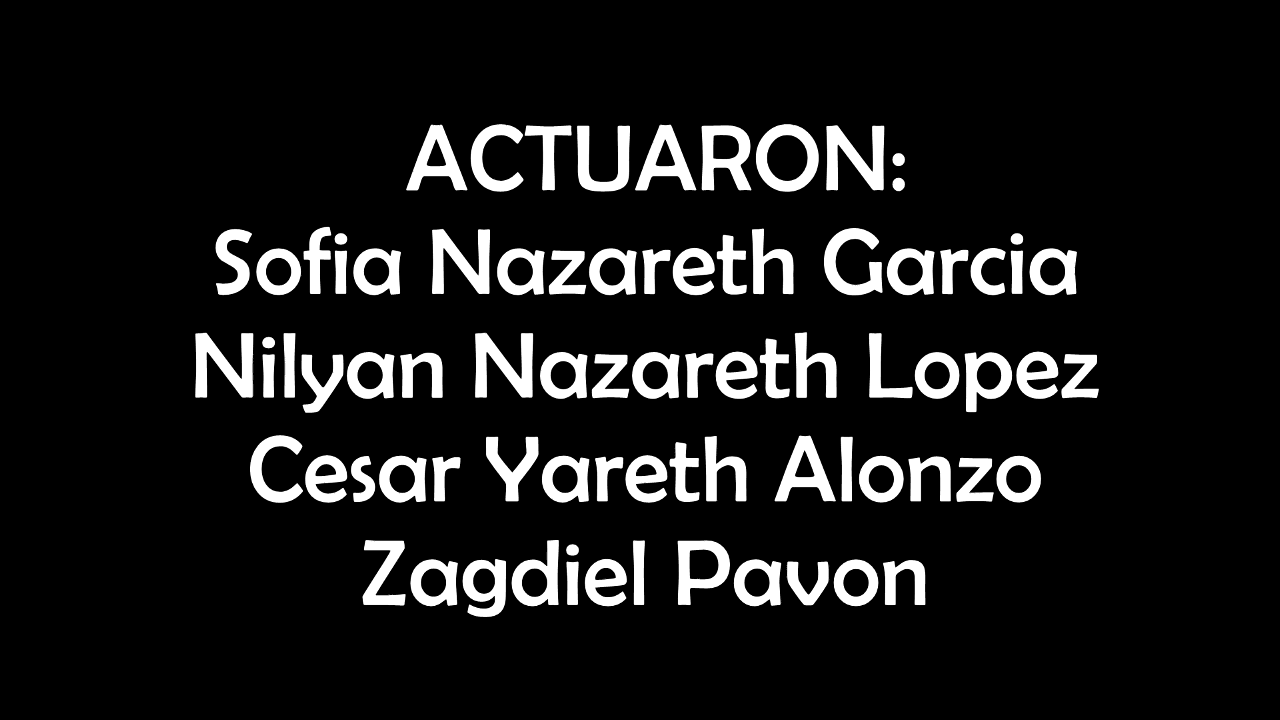 ACTUARON:
Sofia Nazareth Garcia
Nilyan Nazareth Lopez
Cesar Yareth Alonzo
Zagdiel Pavon